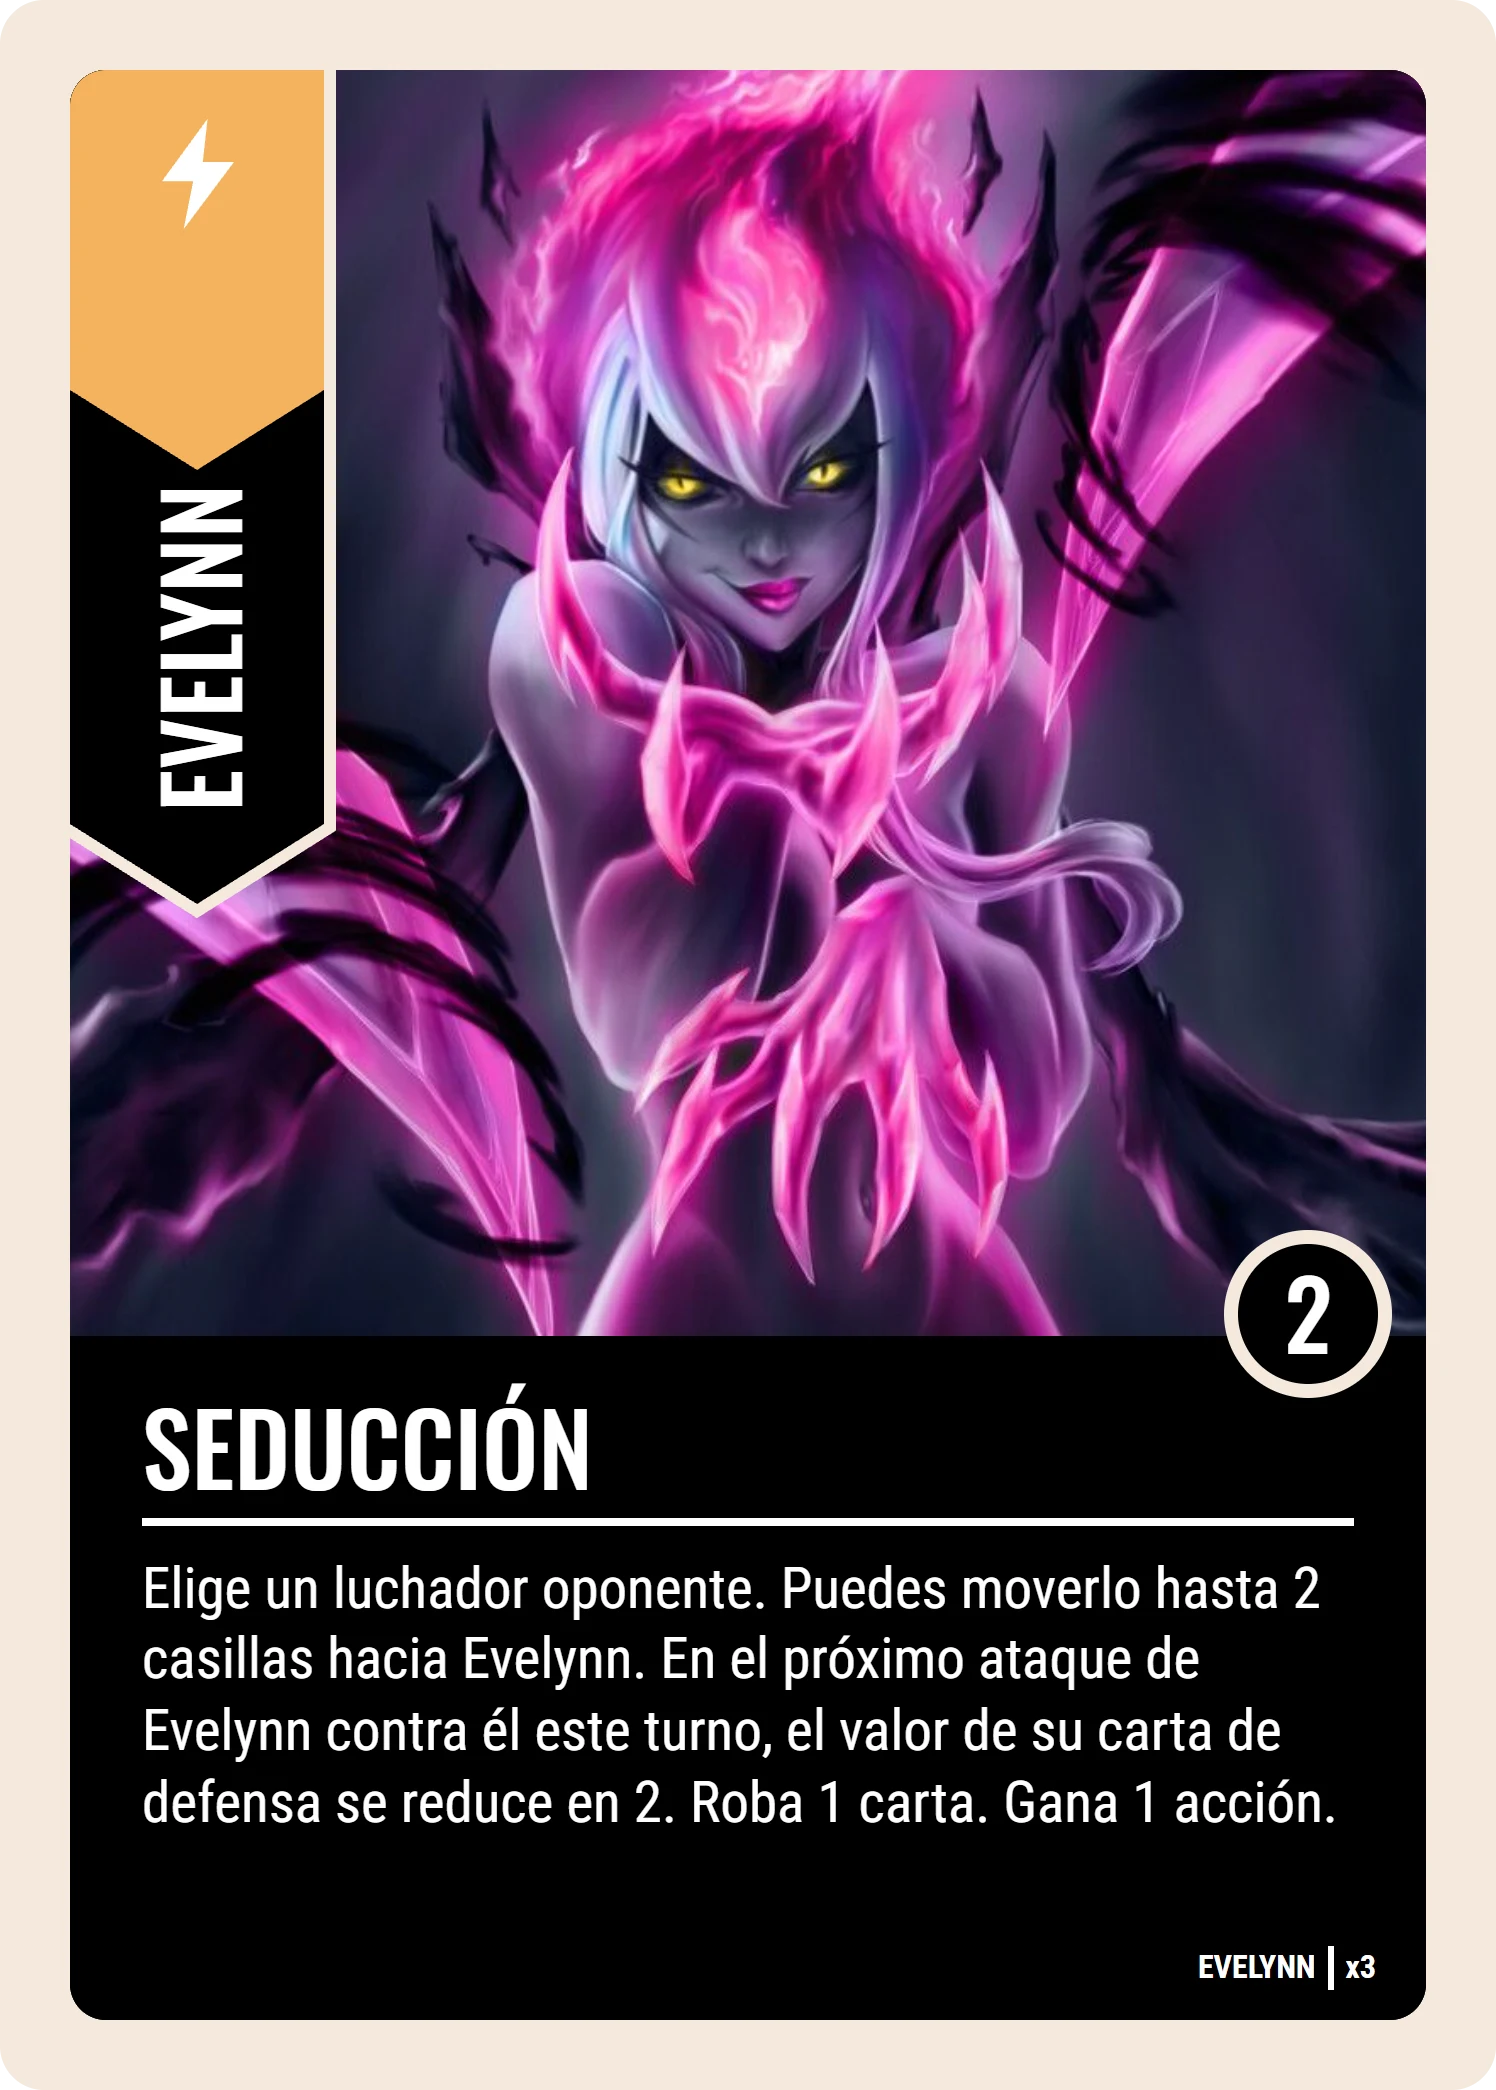 EVELYNN
2
SEDUCCIÓN
Elige un luchador oponente. Puedes moverlo hasta 2
casillas hacia Evelynn. En el próximo ataque de
Evelynn contra él este turno, el valor de su carta de
defensa se reduce en 2. Roba 1 carta. Gana 1 acción.
EVELYNN | x3